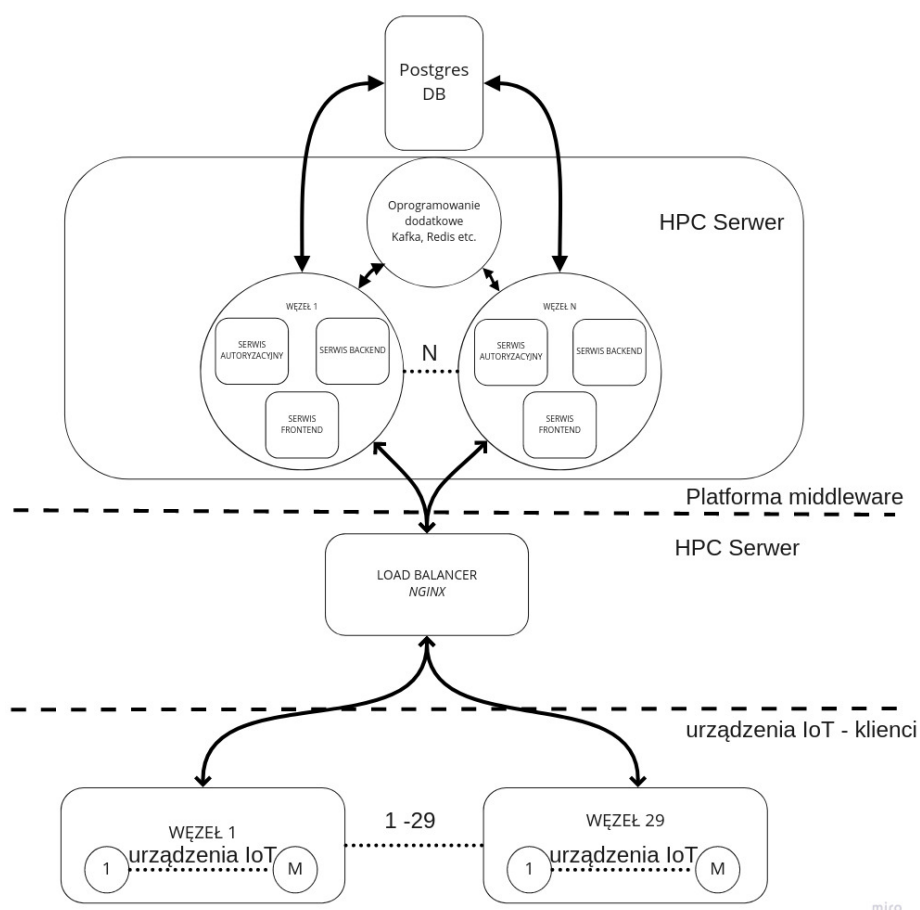 Postgres
DB
Oprogramowanie
dodatkowe
Kafka, Redis etc.
HPC Serwer
WĘZEŁ 1
SERWIS
AUTORYZACYJNY
SERWIS BACKEND
SERWIS
FRONTEND
N
WĘZEŁ N
SERWIS
AUTORYZACYJNY
SERWIS BACKEND
SERWIS
FRONTEND
Platforma middleware
HPC Serwer
LOAD BALANCER
NGINX
urządzenia IoT - klienci
WĘZEŁ 1
urządzenia IoT
1
M
1 -29
WĘZEŁ 29
urządzenia IoT
1
M
miro